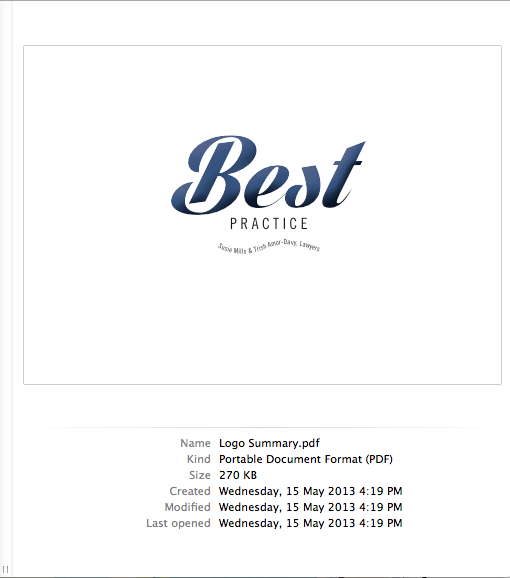 Best
PRACTICE
Susie Mills & Trish Amor-Davy, Lawyers
Name Logo Summary.pdf
Kind Portable Document Format (PDF)
Size 270 KB
Created Wednesday, 15 May 2013 4:19 PM
Modified Wednesday, 15 May 2013 4:19 PM
Last opened Wednesday, 15 May 2013 4:19 PM